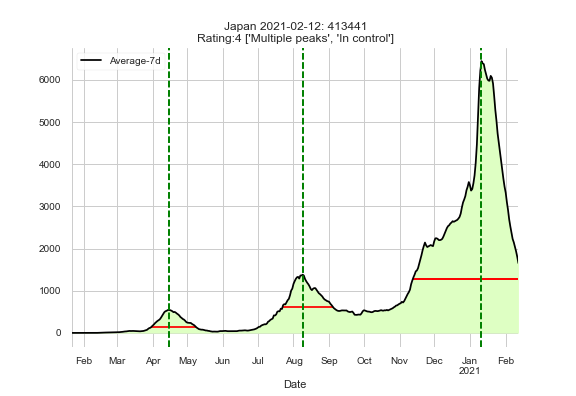 Japan 2021-02-12: 413441
Rating:4 ['Multiple peaks', 'In control']
Average-7d
6000
5000
4000
3000
2000
1000
0
Feb Mar Apr May Jun Jul Aug Sep Oct Nov Dec Jan Feb
2021
Date